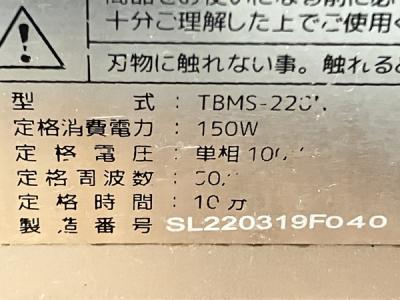 十分ご理解した上でご使用く
刃物に触れない事。触れると
型 式 : TBMS-220
定格消費電力 : 150W
定格電圧 : 単相100
定格周波数 :
定格時間 : 10分
製造番号 SL220319F040